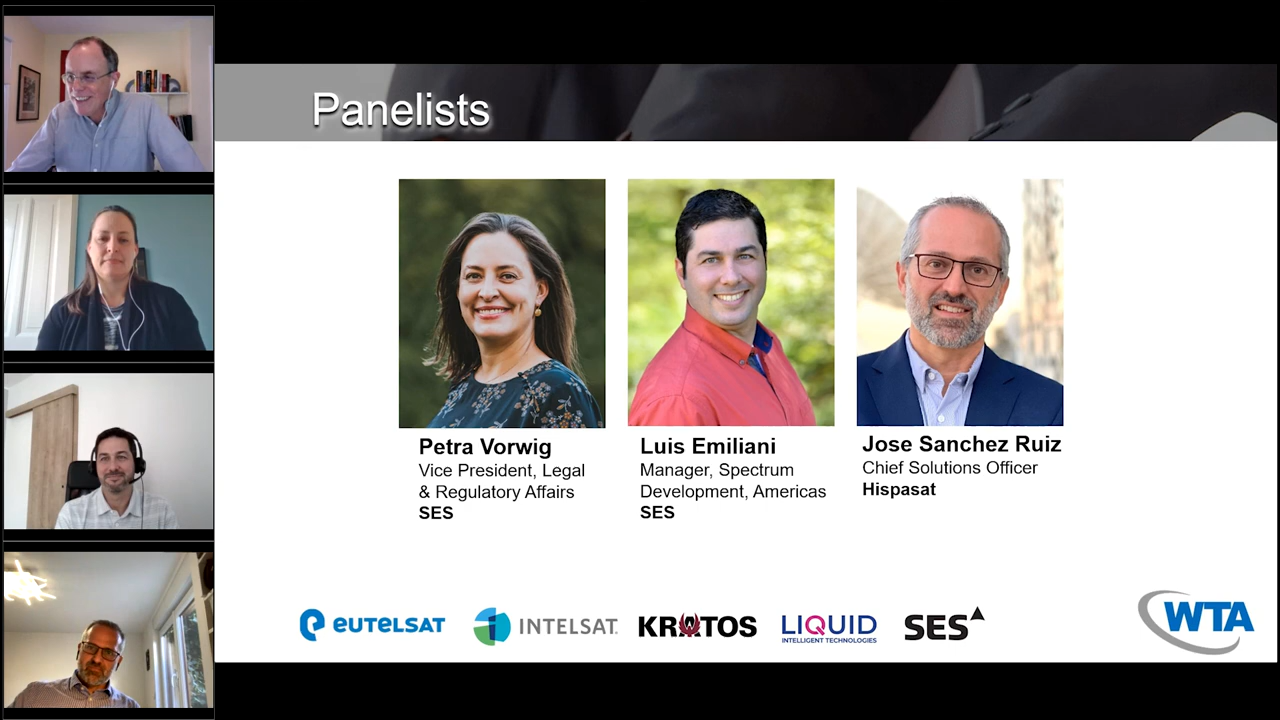 Panelists
Petra Vorwig
Vice President, Legal
& Regulatory Affairs
SES
Luis Emiliani
Manager, Spectrum
Development, Americas
SES
Jose Sanchez Ruiz
Chief Solutions Officer
Hispasat
eutelsat
INTELSAT.
KRATOS
LIQUID
INTELLIGENT TECHNOLOGIES
SES
WTA